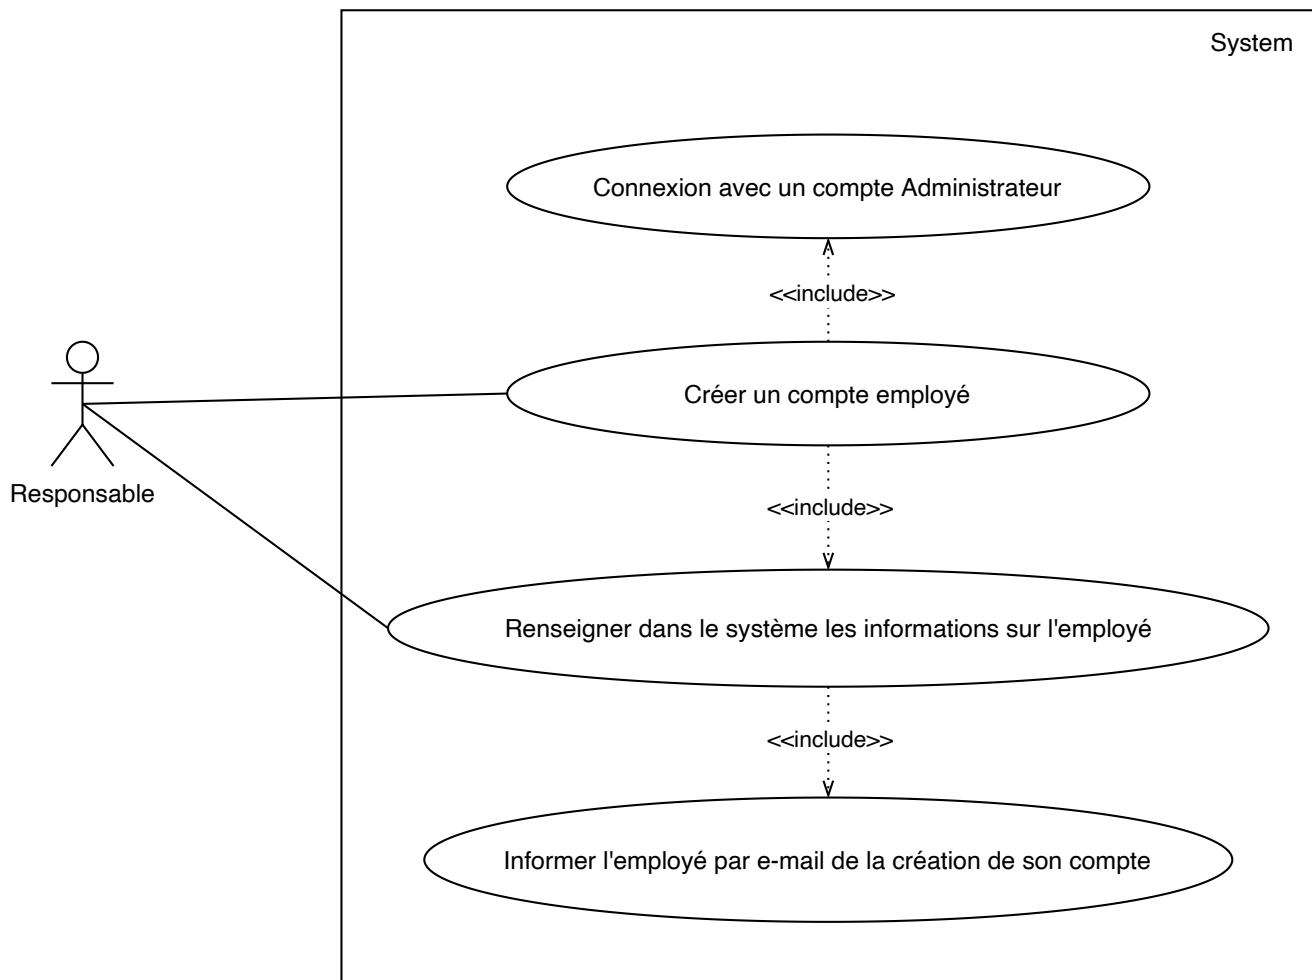 System
Connexion avec un compte Administrateur
<<include>>
Créer un compte employé
Responsable
<<include>>
Renseigner dans le système les informations sur l'employé
<<include>>
Informer l'employé par e-mail de la création de son compte